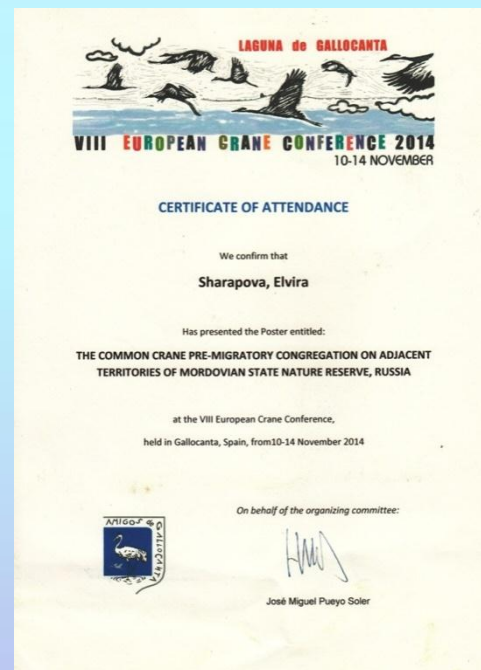 LAGUNA de GALLOCANTA
VIII EUROPEAN CRANE CONFERENCE 2014
10-14 NOVEMBER
CERTIFICATE OF ATTENDANCE
We confirm that
Sharapova, Elvira
Has presented the Poster entitled:
THE COMMON CRANE PRE-MIGRATORY CONGREGATION ON ADJACENT
TERRITORIES OF MORDOVIAN STATE NATURE RESERVE, RUSSIA
at the VIII European Crane Conference,
held in Gallocanta, Spain, from10-14 November 2014
On behalf of the organizing committee:
AMIGOS de GALLOCANTA
José Miguel Pueyo Soler